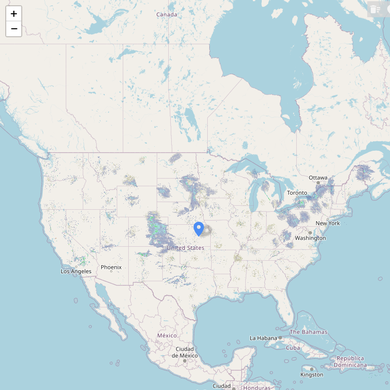 +
Canada
−
Ottawa
Toronto
New York
Washington
United States
Los Angeles
Phoenix
México
Ciudad
de México
La Habana
The Bahamas
Cuba
Republica
Dominicana
Kingston
Ciudad
Honduras